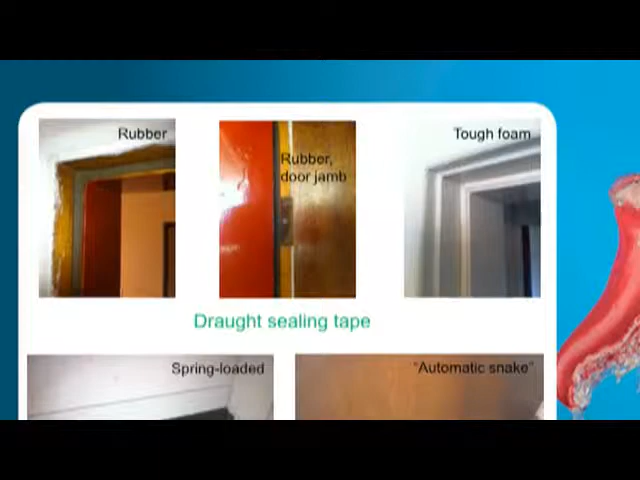 Rubber
Rubber,
door jamb
Tough foam
Draught sealing tape
Spring-loaded
"Automatic snake"